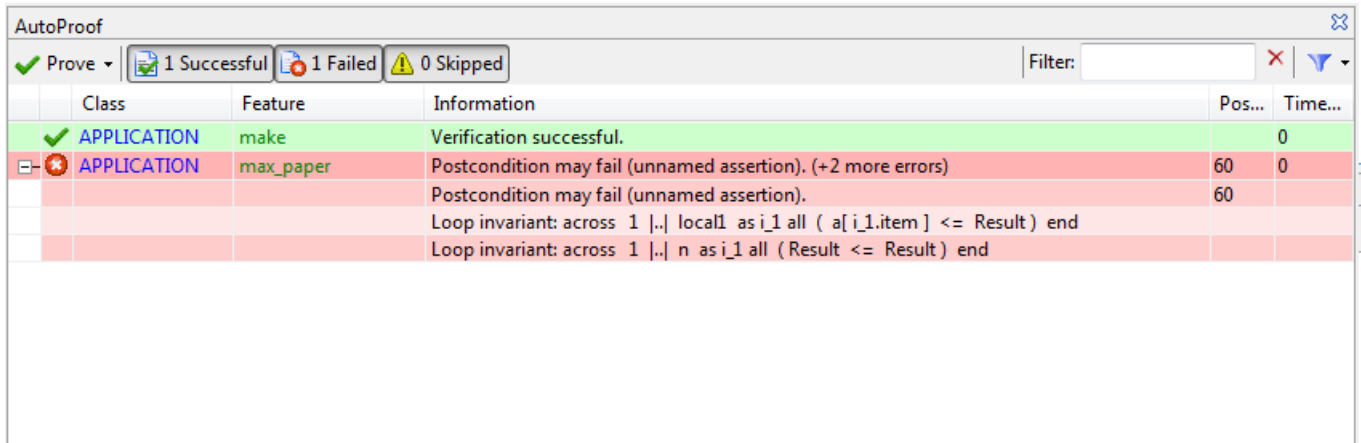 AutoProof
Prove 1 Successful 1 Failed 0 Skipped Filter:
Class Feature Information Pos... Time...
APPLICATION make Verification successful. 0
APPLICATION max_paper Postcondition may fail (unnamed assertion). (+2 more errors) 60 0
Postcondition may fail (unnamed assertion). 60
Loop invariant: across 1 |..| local1 as i_1 all ( a[ i_1.item ] <= Result ) end
Loop invariant: across 1 |..| n as i_1 all ( Result <= Result ) end